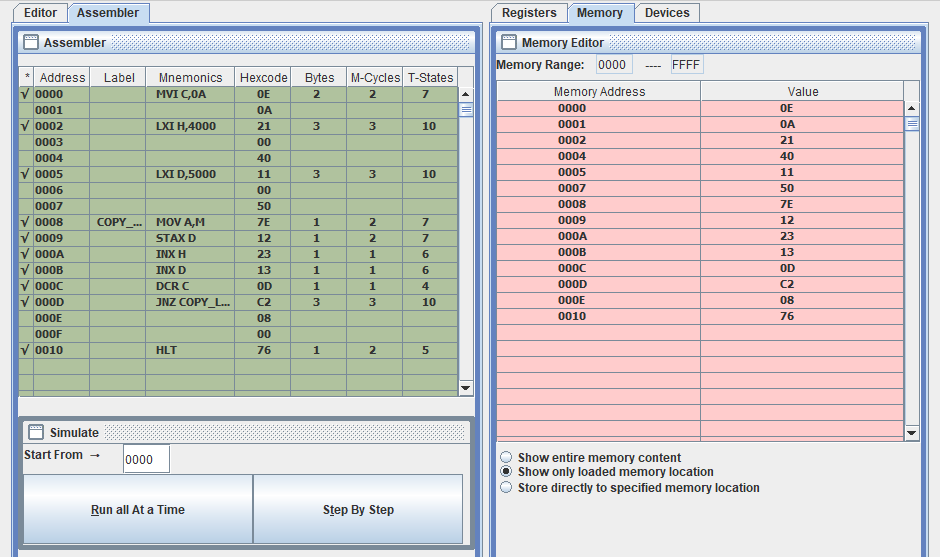 Editor Assembler
Assembler
* Address Label Mnemonics Hexcode Bytes M-Cycles T-States
√ 0000 MVI C,0A 0E 2 2 7
0001 0A
√ 0002 LXI H,4000 21 3 3 10
0003 00
0004 40
√ 0005 LXI D,5000 11 3 3 10
0006 00
0007 50
√ 0008 COPY_... MOV A,M 7E 1 2 7
√ 0009 STAX D 12 1 2 7
√ 000A INX H 23 1 1 6
√ 000B INX D 13 1 1 6
√ 000C DCR C 0D 1 1 4
√ 000D JNZ COPY_L... C2 3 3 10
000E 08
000F 00
√ 0010 HLT 76 1 2 5
Simulate
Start From → 0000
Run all At a Time Step By Step
Registers Memory Devices
Memory Editor
Memory Range: 0000 ---- FFFF
Memory Address Value
0000 0E
0001 0A
0002 21
0004 40
0005 11
0007 50
0008 7E
0009 12
000A 23
000B 13
000C 0D
000D C2
000E 08
0010 76
Show entire memory content
Show only loaded memory location
Store directly to specified memory location